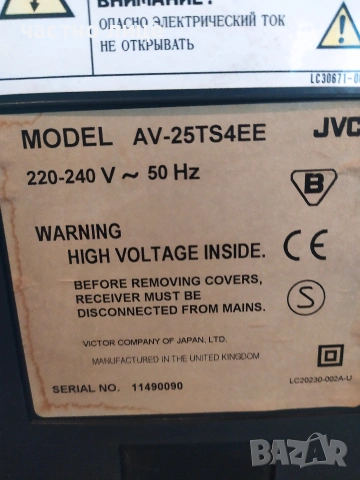 ВНИМАНИЕ!
ОПАСНО ЭЛЕКТРИЧЕСКИЙ ТОК
НЕ ОТКРЫВАТЬ
MODEL AV-25TS4EE JVC
220-240 V ~ 50 Hz
B
WARNING
HIGH VOLTAGE INSIDE.
CE
BEFORE REMOVING COVERS,
RECEIVER MUST BE
DISCONNECTED FROM MAINS.
S
VICTOR COMPANY OF JAPAN, LTD.
MANUFACTURED IN THE UNITED KINGDOM
SERIAL NO. 11490090
LC20230-002A-U
BAZAR